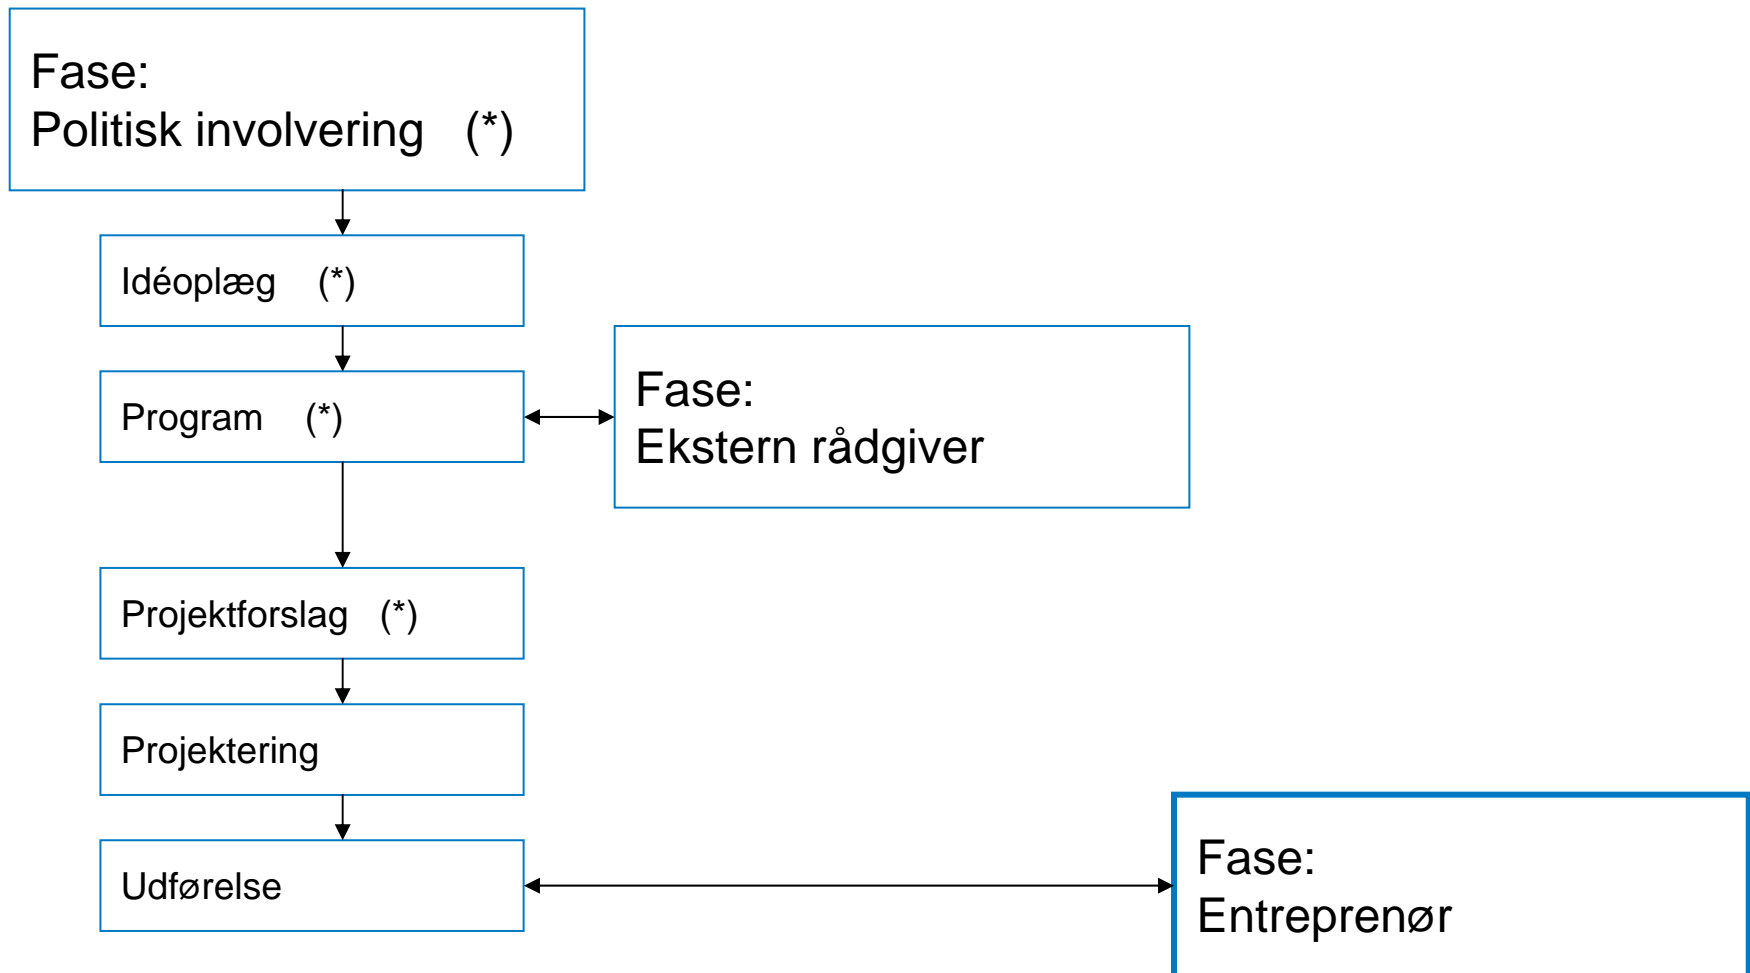 Fase:
Politisk involvering (*)
Idéoplæg (*)
Program (*)
Fase:
Ekstern rådgiver
Projektforslag (*)
Projektering
Udførelse
Fase:
Entreprenør